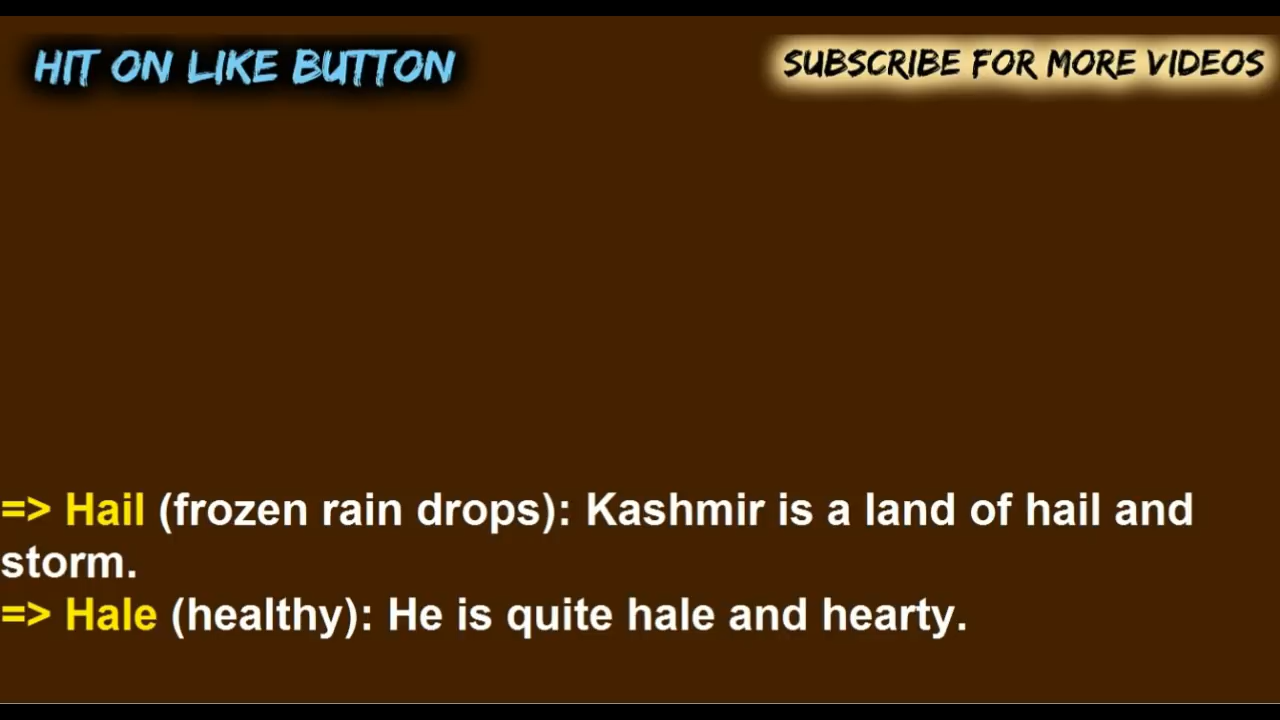 HIT ON LIKE BUTTON
SUBSCRIBE FOR MORE VIDEOS
=> Hail (frozen rain drops): Kashmir is a land of hail and
storm.
=> Hale (healthy): He is quite hale and hearty.